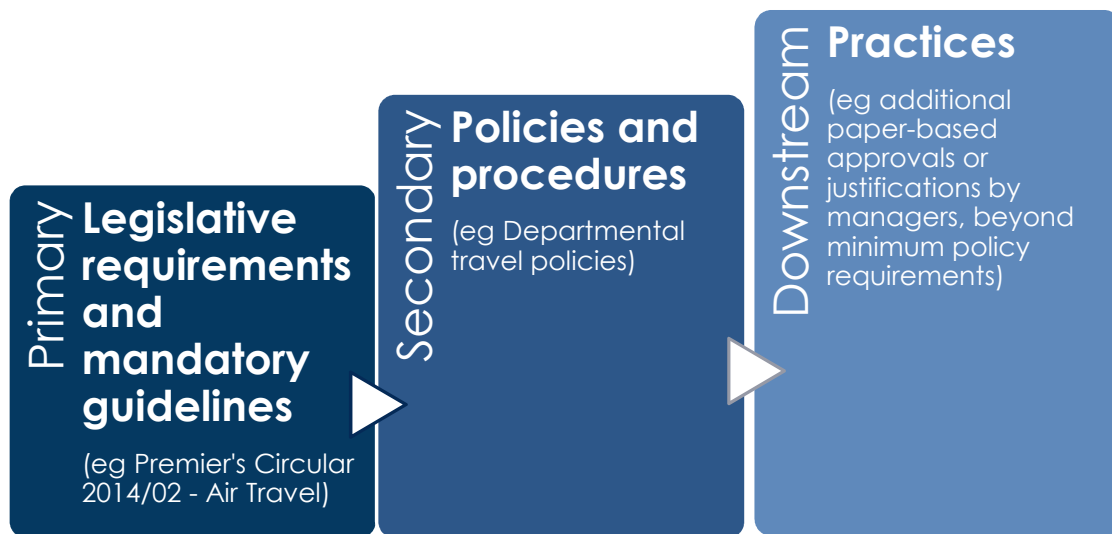 Primary
Legislative
requirements
and
mandatory
guidelines
(eg Premier's Circular
2014/02 - Air Travel)
Secondary
Policies and
procedures
(eg Departmental
travel policies)
Downstream
Practices
(eg additional
paper-based
approvals or
justifications by
managers, beyond
minimum policy
requirements)